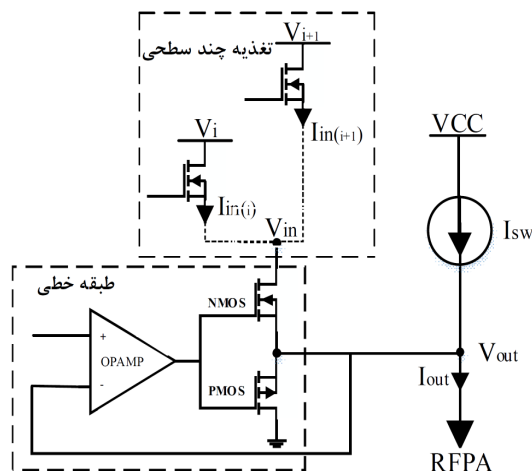 تغذیه چند سطحی
V_{i+1}
I_{in(i+1)}
V_i
I_{in(i)}
V_{in}
VCC
I_{sw}
طبقه خطی
NMOS
+
OPAMP
-
PMOS
V_{out}
I_{out}
RFPA